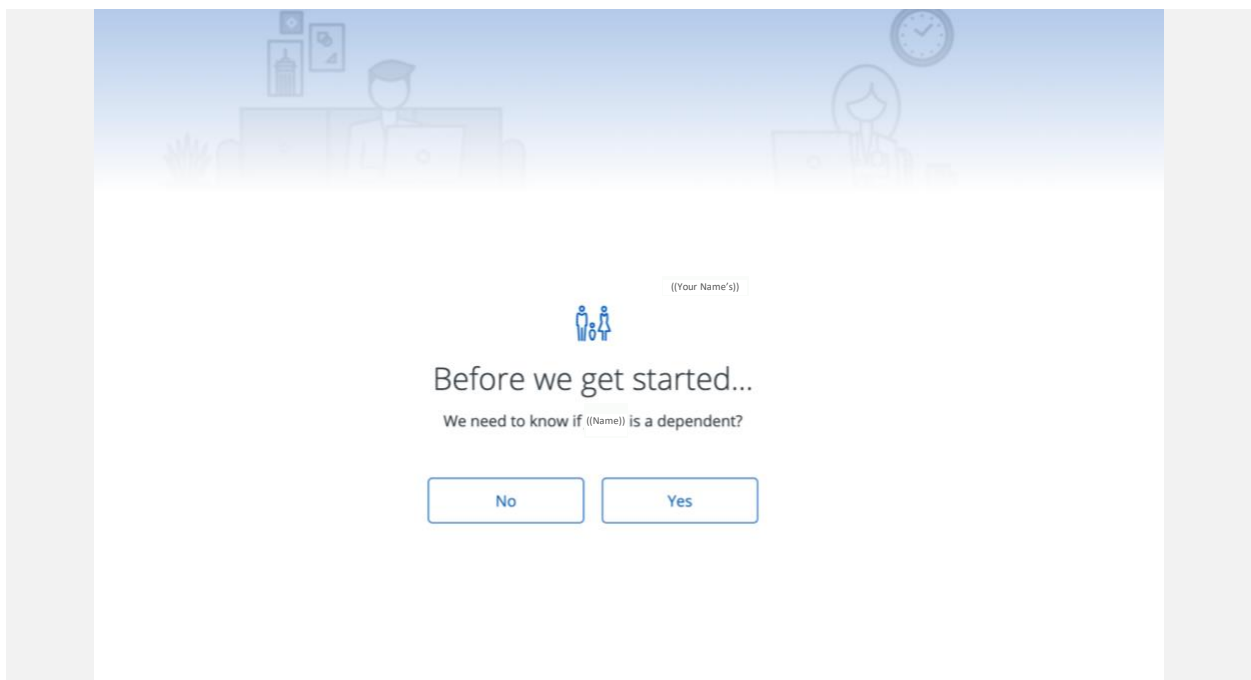 ((Your Name’s))
Before we get started...
We need to know if ((Name)) is a dependent?
No
Yes